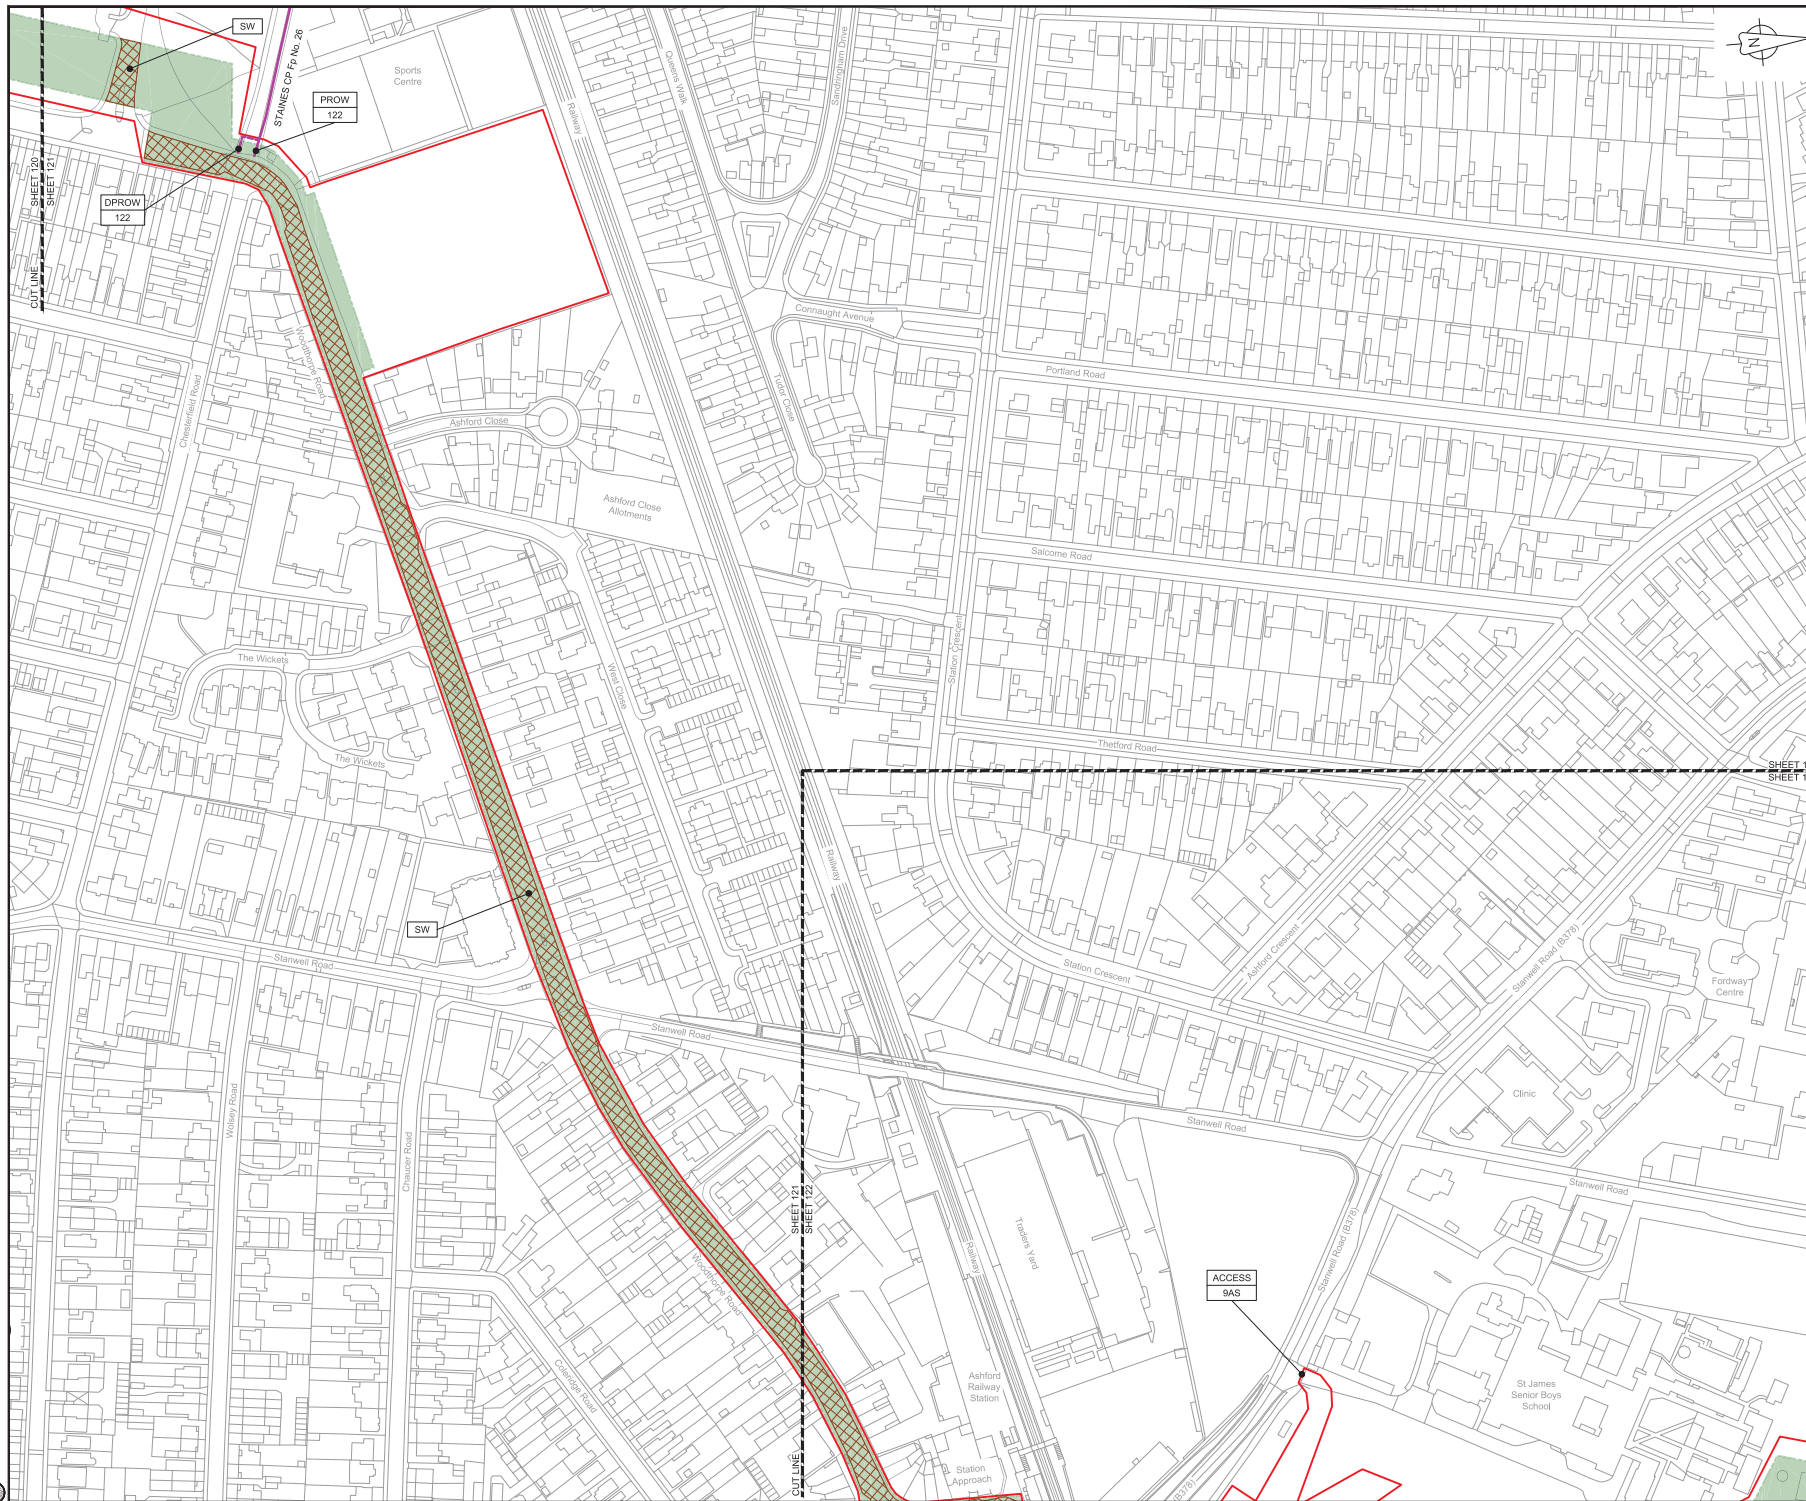 SW
STAINES CP Fp No. 26
Sports
Centre
PROW
122
Railway
Queens Walk
Sandringham Drive
N
SHEET 120
SHEET 121
CUT LINE
DPROW
122
Woodthorpe Road
Chesterfield Road
Connaught Avenue
Tudor Close
Portland Road
Ashford Close
Ashford Close
Allotments
Salcome Road
Station Crescent
The Wickets
West Close
The Wickets
Thetford Road
SHEET 1
SHEET 1
Railway
SW
Stanwell Road
Station Crescent
Ashford Crescent
Stanwell Road (B378)
Fordway
Centre
Stanwell Road
Clinic
Wolsey Road
Chaucer Road
Stanwell Road
Stanwell Road
SHEET 121
SHEET 122
Traders Yard
Railway
Woodthorpe Road
Stanwell Road (B378)
ACCESS
9AS
Coleridge Road
Ashford
Railway
Station
St James
Senior Boys
School
CUT LINE
Station
Approach
(B378)